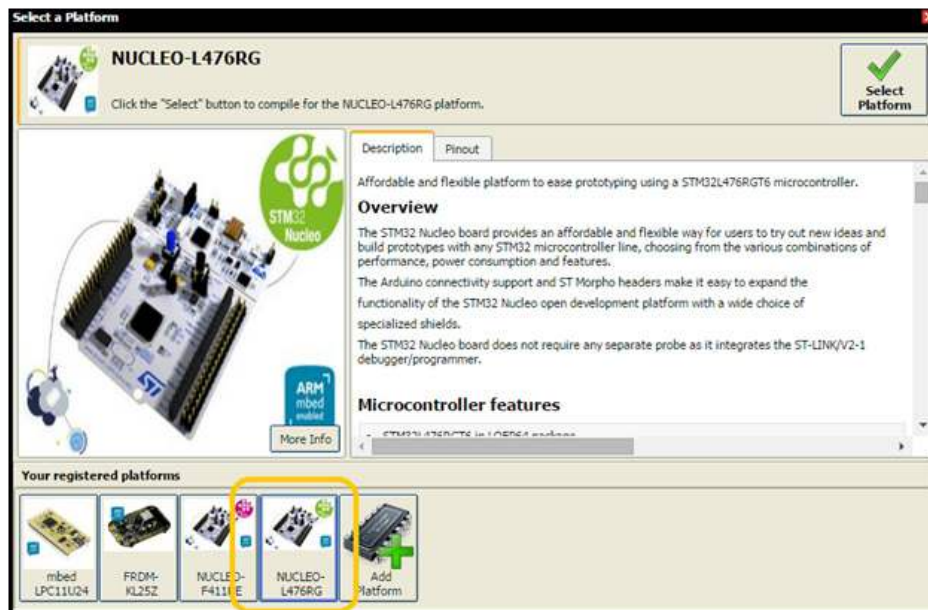 Select a Platform
NUCLEO-L476RG
Click the "Select" button to compile for the NUCLEO-L476RG platform.
Select
Platform
STM32
Nucleo
ARM
mbed
enabled
More Info
Description
Pinout
Affordable and flexible platform to ease prototyping using a STM32L476RGT6 microcontroller.
Overview
The STM32 Nucleo board provides an affordable and flexible way for users to try out new ideas and
build prototypes with any STM32 microcontroller line, choosing from the various combinations of
performance, power consumption and features.
The Arduino connectivity support and ST Morpho headers make it easy to expand the
functionality of the STM32 Nucleo open development platform with a wide choice of
specialized shields.
The STM32 Nucleo board does not require any separate probe as it integrates the ST-LINK/V2-1
debugger/programmer.
Microcontroller features
STM32L476RGT6 in LQFP64 package
Your registered platforms
mbed
LPC11U24
FRDM-
KL25Z
NUCLEO-
F411RE
NUCLEO-
L476RG
Add
Platform